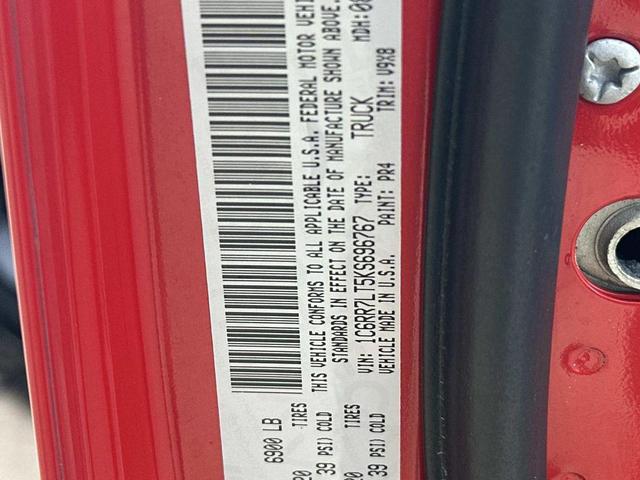 6900 LB
TIRES
39 PSI) COLD
THIS VEHICLE CONFORMS TO ALL APPLICABLE U.S.A. FEDERAL MOTOR
STANDARDS IN EFFECT ON THE DATE OF MANUFACTURE SHOWN ABOVE.
VIN: 1C6RR7LT5KS696767 TYPE: TRUCK MDH:
VEHICLE MADE IN U.S.A. PAINT: PR4 TRIM: V9X8
TIRES
39 PSI) COLD